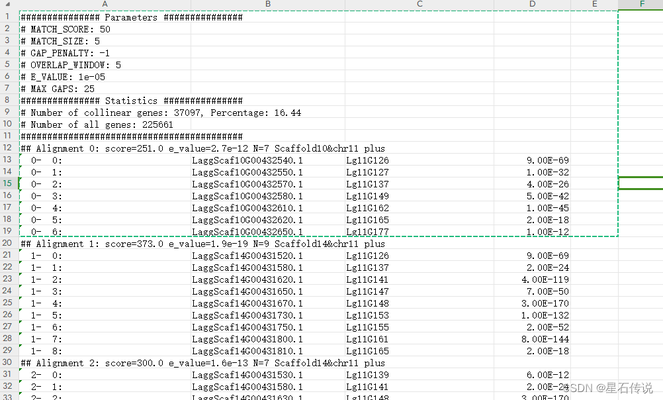 A B C D E F
1 ############### Parameters ###############
2 # MATCH_SCORE: 50
3 # MATCH_SIZE: 5
4 # GAP_PENALTY: -1
5 # OVERLAP_WINDOW: 5
6 # E_VALUE: 1e-05
7 # MAX GAPS: 25
8 ############### Statistics ###############
9 # Number of collinear genes: 37097, Percentage: 16.44
10 # Number of all genes: 225661
11 ##########################################
12 ## Alignment 0: score=251.0 e_value=2.7e-12 N=7 Scaffold10&chr11 plus
13 0- 0: LaggScaf10G00432540.1 Lg11G126 9.00E-69
14 0- 1: LaggScaf10G00432550.1 Lg11G127 1.00E-32
15 0- 2: LaggScaf10G00432570.1 Lg11G137 4.00E-26
16 0- 3: LaggScaf10G00432580.1 Lg11G149 5.00E-42
17 0- 4: LaggScaf10G00432610.1 Lg11G162 1.00E-45
18 0- 5: LaggScaf10G00432620.1 Lg11G165 2.00E-18
19 0- 6: LaggScaf10G00432650.1 Lg11G177 1.00E-12
20 ## Alignment 1: score=373.0 e_value=1.9e-19 N=9 Scaffold14&chr11 plus
21 1- 0: LaggScaf14G00431520.1 Lg11G126 9.00E-69
22 1- 1: LaggScaf14G00431580.1 Lg11G137 2.00E-24
23 1- 2: LaggScaf14G00431620.1 Lg11G141 4.00E-119
24 1- 3: LaggScaf14G00431650.1 Lg11G147 7.00E-50
25 1- 4: LaggScaf14G00431670.1 Lg11G148 3.00E-170
26 1- 5: LaggScaf14G00431730.1 Lg11G153 1.00E-132
27 1- 6: LaggScaf14G00431750.1 Lg11G155 2.00E-52
28 1- 7: LaggScaf14G00431800.1 Lg11G161 8.00E-144
29 1- 8: LaggScaf14G00431810.1 Lg11G165 2.00E-18
30 ## Alignment 2: score=300.0 e_value=1.6e-13 N=7 Scaffold14&chr11 plus
31 2- 0: LaggScaf14G00431530.1 Lg11G139 6.00E-12
32 2- 1: LaggScaf14G00431580.1 Lg11G141
33 2- 2: LaggScaf14G00431630.1 Lg11G148 3.00E-170
CSDN @星石传说